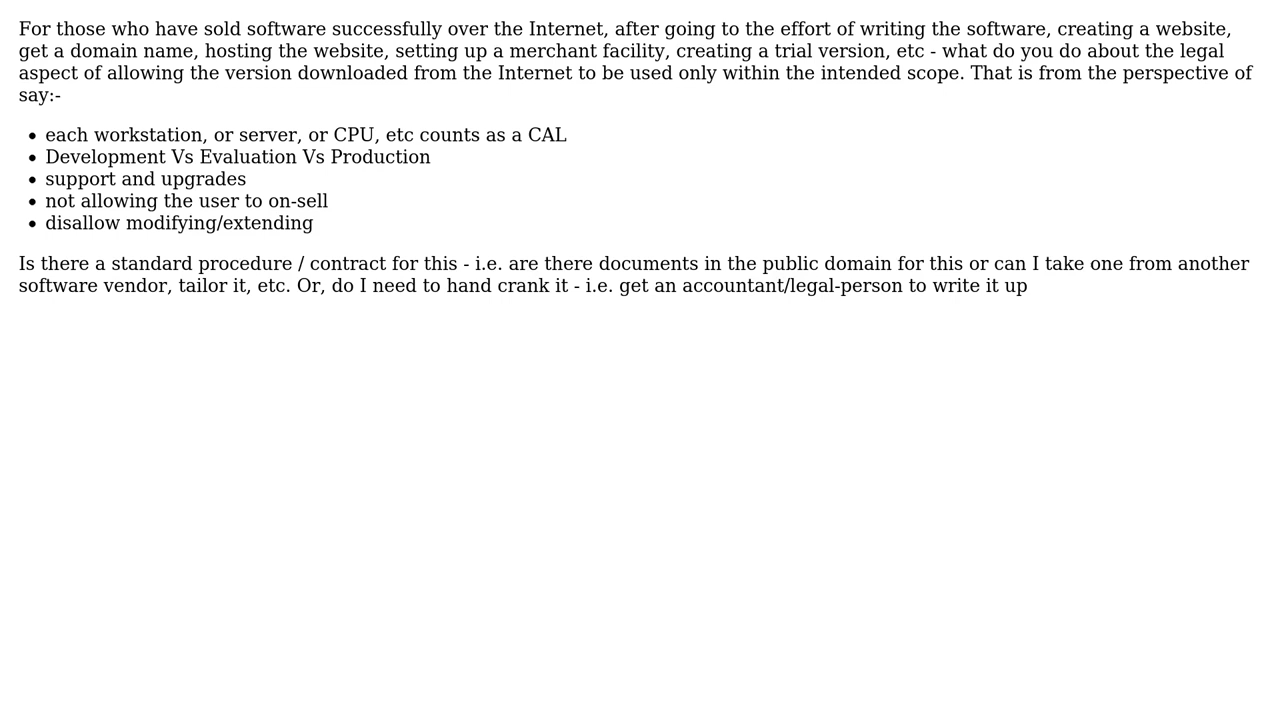 For those who have sold software successfully over the Internet, after going to the effort of writing the software, creating a website,
get a domain name, hosting the website, setting up a merchant facility, creating a trial version, etc - what do you do about the legal
aspect of allowing the version downloaded from the Internet to be used only within the intended scope. That is from the perspective of
say:-
• each workstation, or server, or CPU, etc counts as a CAL
• Development Vs Evaluation Vs Production
• support and upgrades
• not allowing the user to on-sell
• disallow modifying/extending
Is there a standard procedure / contract for this - i.e. are there documents in the public domain for this or can I take one from another
software vendor, tailor it, etc. Or, do I need to hand crank it - i.e. get an accountant/legal-person to write it up